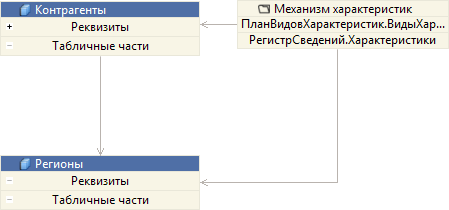 Контрагенты
Реквизиты
Табличные части
Механизм характеристик
ПланВидовХарактеристик.ВидыХар...
РегистрСведений.Характеристики
Регионы
Реквизиты
Табличные части